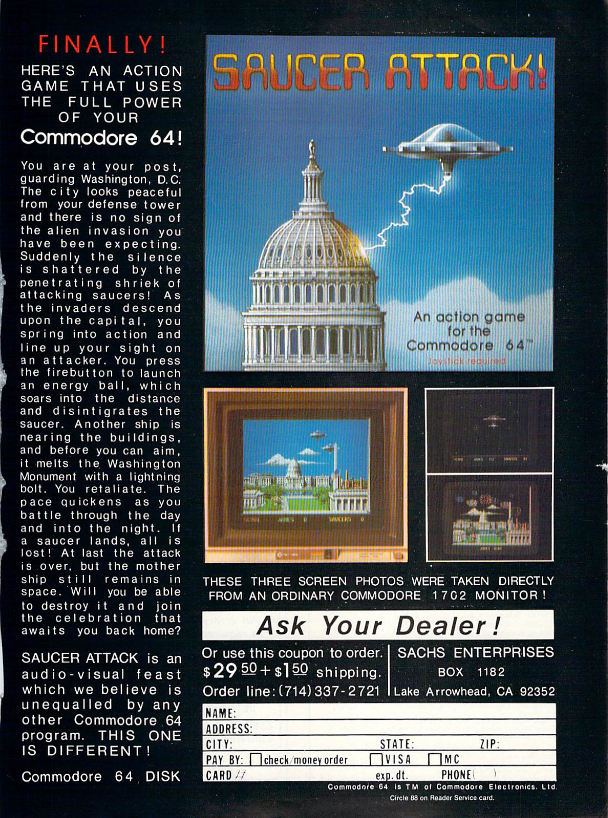 FINALLY!
HERE'S AN ACTION
GAME THAT USES
THE FULL POWER
OF YOUR
Commodore 64!
You are at your post,
guarding Washington, D.C.
The city looks peaceful
from your defense tower
and there is no sign of
the alien invasion you
have been expecting.
Suddenly the silence
is shattered by the
penetrating shriek of
attacking saucers! As
the invaders descend
upon the capital, you
spring into action and
line up your sight on
an attacker. You press
the firebutton to launch
an energy ball, which
soars into the distance
and disintigrates the
saucer. Another ship is
nearing the buildings,
and before you can aim,
it melts the Washington
Monument with a lightning
bolt. You retaliate. The
pace quickens as you
battle through the day
and into the night. If
a saucer lands, all is
lost! At last the attack
is over, but the mother
ship still remains in
space. Will you be able
to destroy it and join
the celebration that
awaits you back home?
SAUCER ATTACK is an
audio-visual feast
which we believe is
unequalled by any
other Commodore 64
program. THIS ONE
IS DIFFERENT!
Commodore 64 DISK
SAUCER ATTACK!
An action game
for the
Commodore 64™
Joystick required
THESE THREE SCREEN PHOTOS WERE TAKEN DIRECTLY
FROM AN ORDINARY COMMODORE 1702 MONITOR!
Ask Your Dealer!
Or use this coupon to order.
$29 50 + $1 50 shipping.
Order line: (714) 337-2721
SACHS ENTERPRISES
BOX 1182
Lake Arrowhead, CA 92352
NAME:
ADDRESS:
CITY: STATE: ZIP:
PAY BY: check/money order VISA MC
CARD # exp. dt. PHONE ( )
Commodore 64 is TM of Commodore Electronics. Ltd.
Circle 88 on Reader Service card.